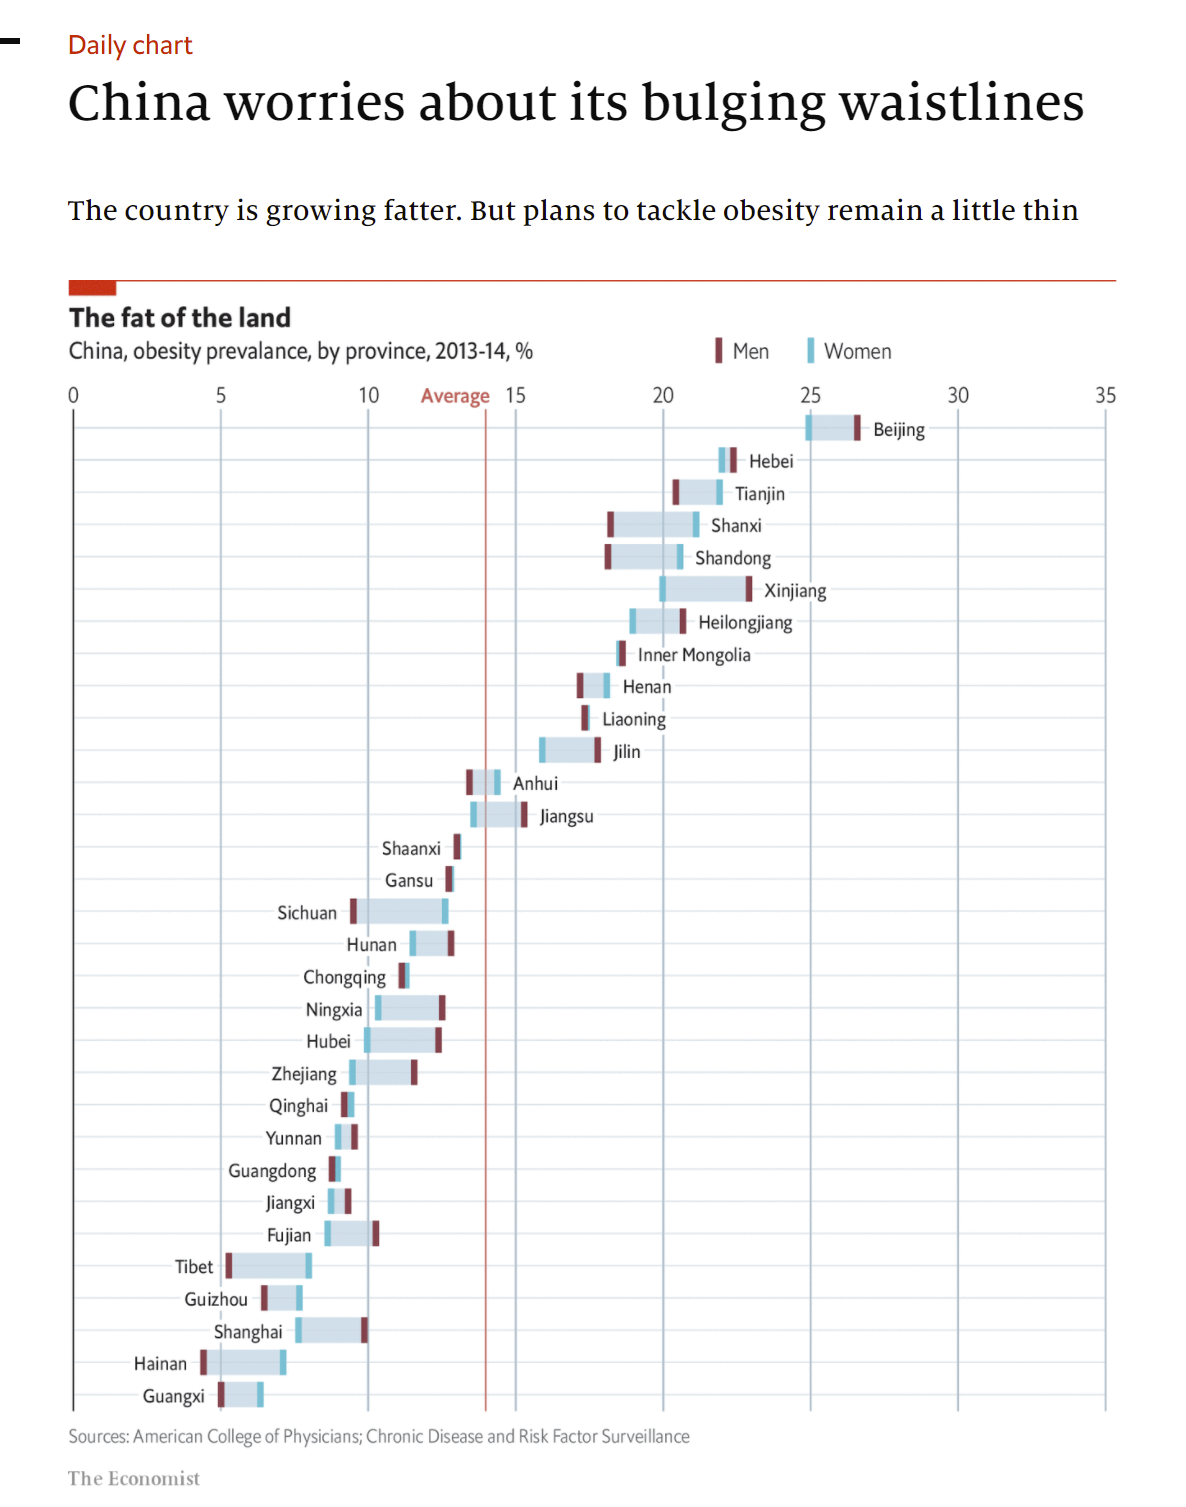 Daily chart
China worries about its bulging waistlines
The country is growing fatter. But plans to tackle obesity remain a little thin
The fat of the land
China, obesity prevalance, by province, 2013-14, %
Men
Women
0 5 10 Average 15 20 25 30 35
Beijing
Hebei
Tianjin
Shanxi
Shandong
Xinjiang
Heilongjiang
Inner Mongolia
Henan
Liaoning
Jilin
Anhui
Jiangsu
Shaanxi
Gansu
Sichuan
Hunan
Chongqing
Ningxia
Hubei
Zhejiang
Qinghai
Yunnan
Guangdong
Jiangxi
Fujian
Tibet
Guizhou
Shanghai
Hainan
Guangxi
Sources: American College of Physicians; Chronic Disease and Risk Factor Surveillance
The Economist